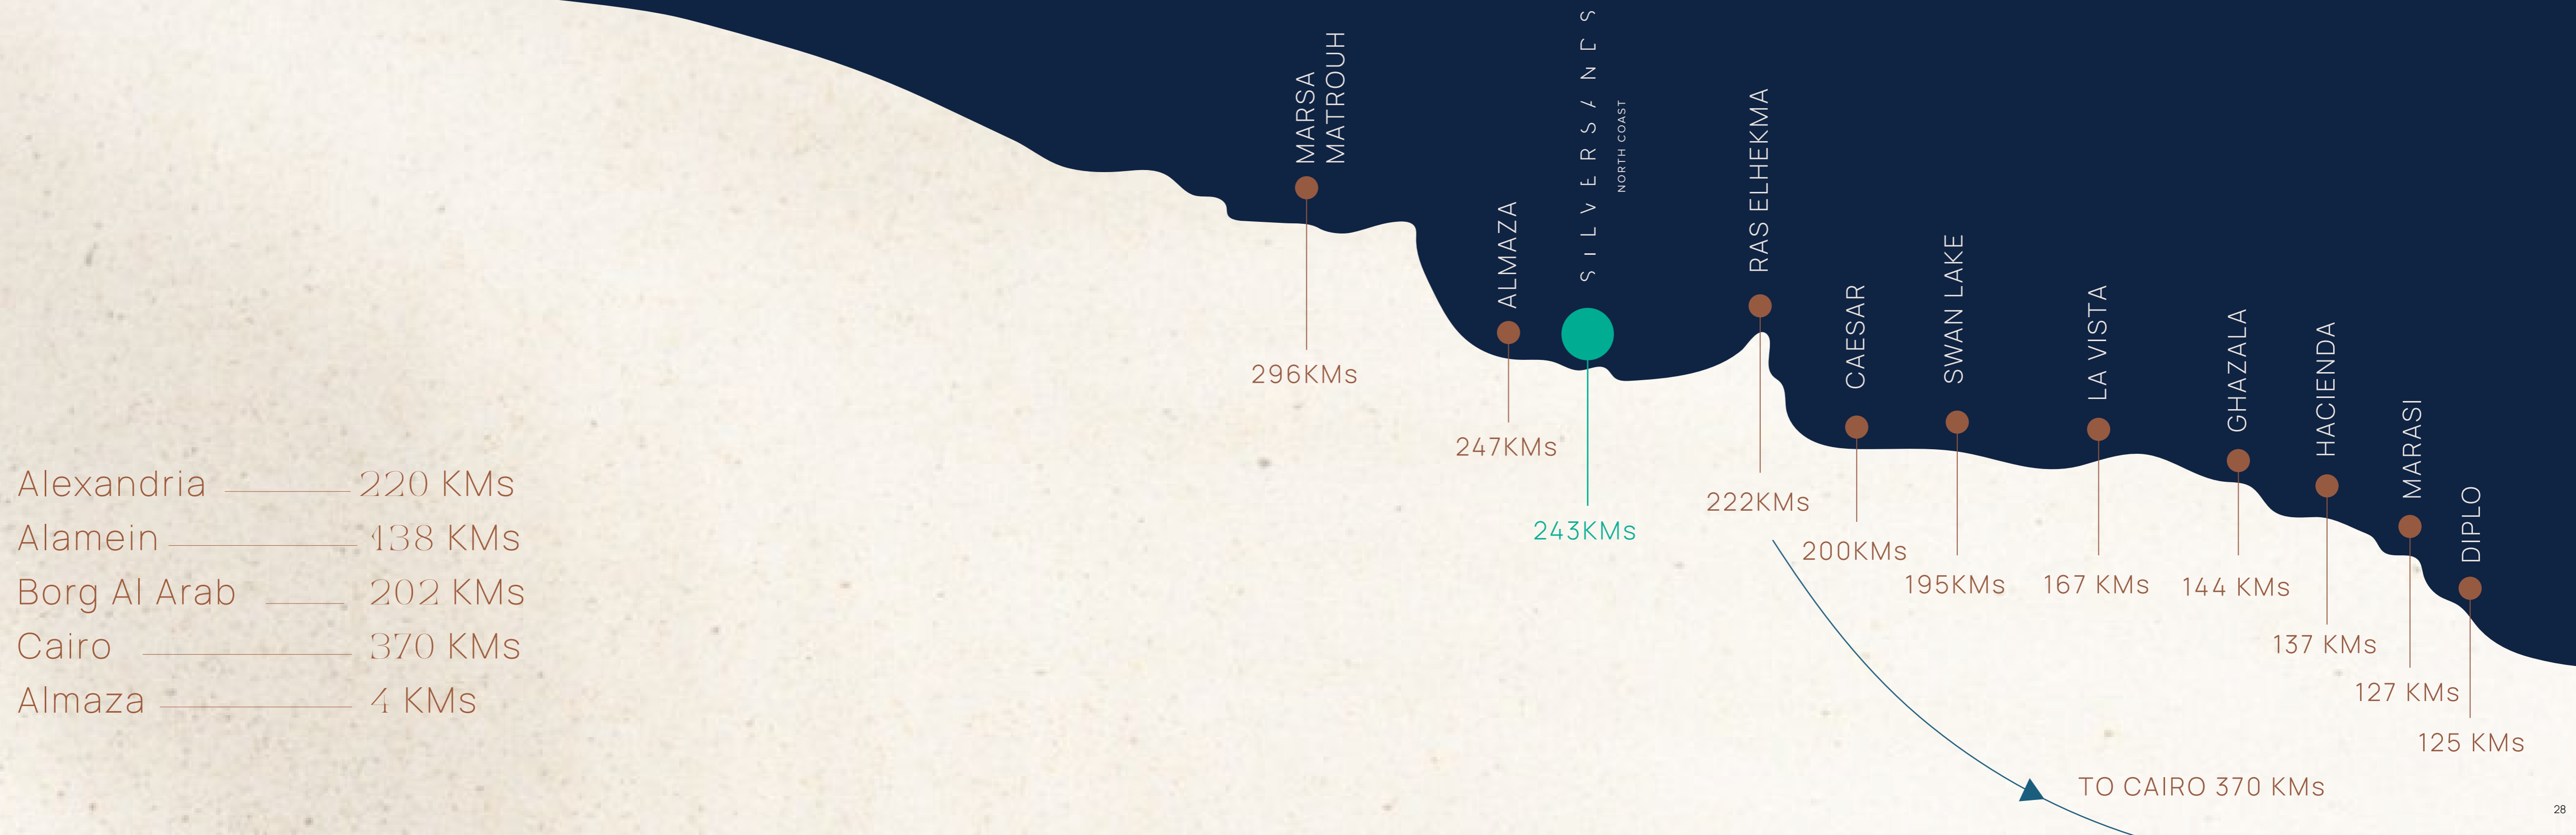 MARSA
MATROUH
296KMs
ALMAZA
247KMs
SILVERSANDS
NORTH COAST
243KMs
RAS ELHEKMA
222KMs
CAESAR
200KMs
SWAN LAKE
195KMs
LA VISTA
167 KMs
GHAZALA
144 KMs
HACIENDA
137 KMs
MARASI
127 KMs
DIPLO
125 KMs
Alexandria 220 KMs
Alamein 138 KMs
Borg Al Arab 202 KMs
Cairo 370 KMs
Almaza 4 KMs
TO CAIRO 370 KMs
28